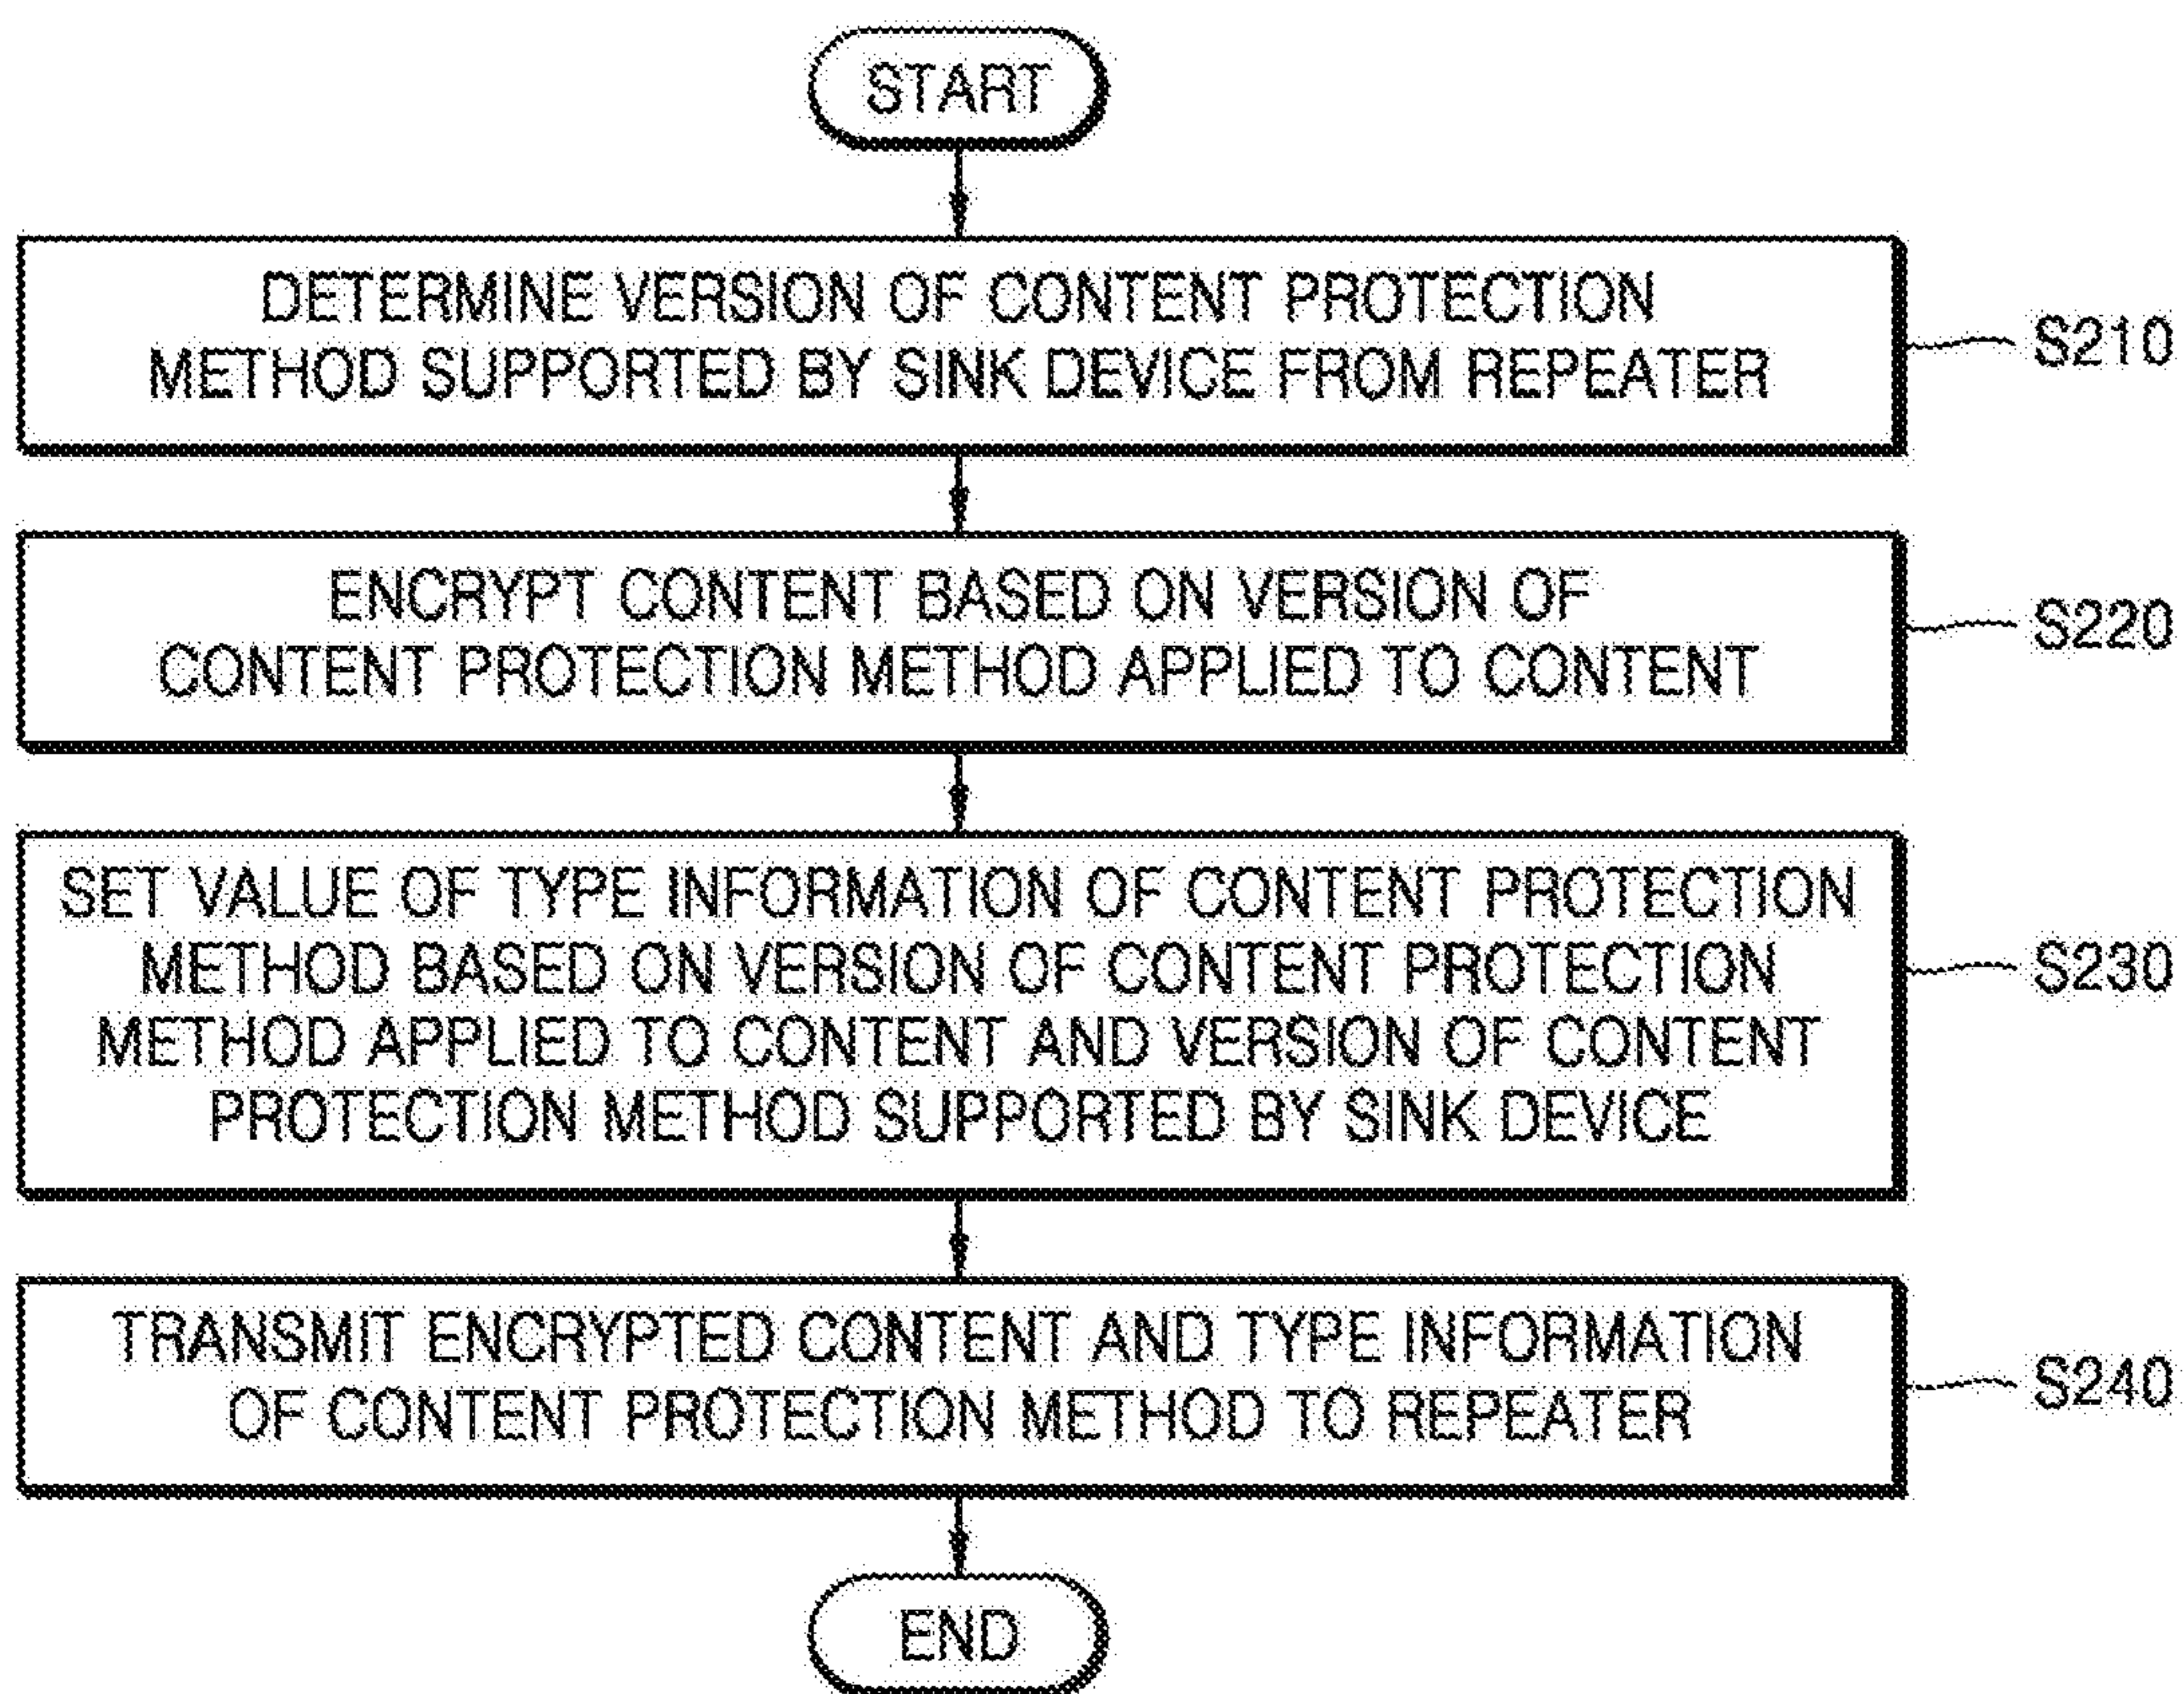 START
DETERMINE VERSION OF CONTENT PROTECTION
METHOD SUPPORTED BY SINK DEVICE FROM REPEATER
S210
ENCRYPT CONTENT BASED ON VERSION OF
CONTENT PROTECTION METHOD APPLIED TO CONTENT
S220
SET VALUE OF TYPE INFORMATION OF CONTENT PROTECTION
METHOD BASED ON VERSION OF CONTENT PROTECTION
METHOD APPLIED TO CONTENT AND VERSION OF CONTENT
PROTECTION METHOD SUPPORTED BY SINK DEVICE
S230
TRANSMIT ENCRYPTED CONTENT AND TYPE INFORMATION
OF CONTENT PROTECTION METHOD TO REPEATER
S240
END